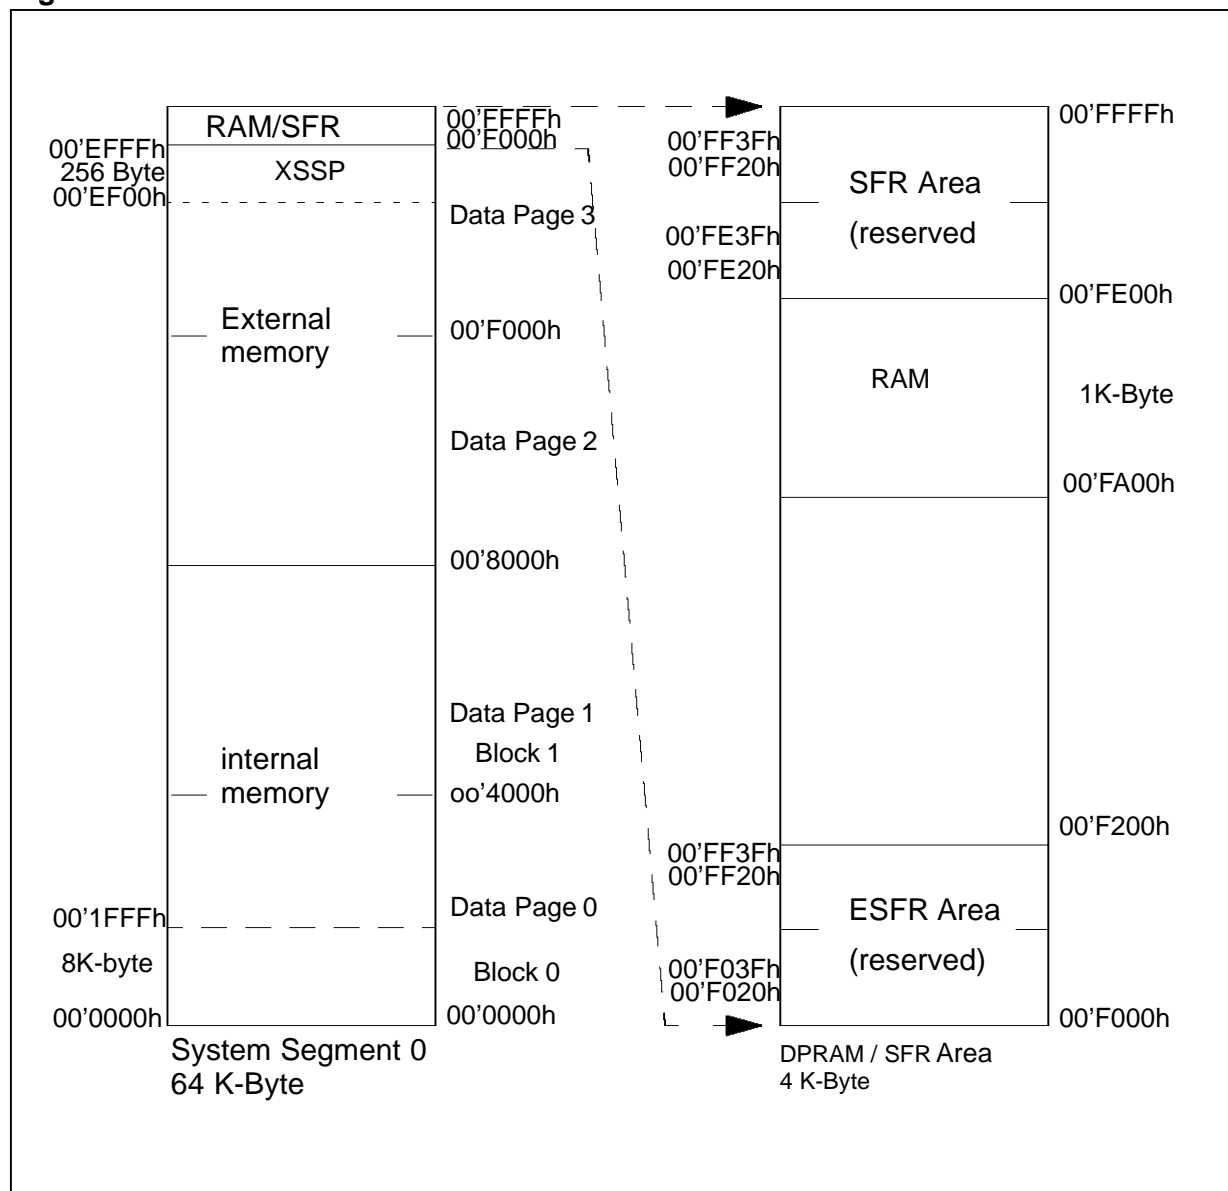 RAM/SFR
00'FFFFh
00'F000h
00'EFFFh
256 Byte
00'EF00h
XSSP
Data Page 3
External
memory
00'F000h
Data Page 2
00'8000h
Data Page 1
Block 1
internal
memory
oo'4000h
Data Page 0
00'1FFFh
8K-byte
Block 0
00'0000h
00'0000h
System Segment 0
64 K-Byte
00'FFFFh
00'FF3Fh
00'FF20h
SFR Area
(reserved
00'FE3Fh
00'FE20h
00'FE00h
RAM
1K-Byte
00'FA00h
00'F200h
00'FF3Fh
00'FF20h
ESFR Area
(reserved)
00'F03Fh
00'F020h
00'F000h
DPRAM / SFR Area
4 K-Byte